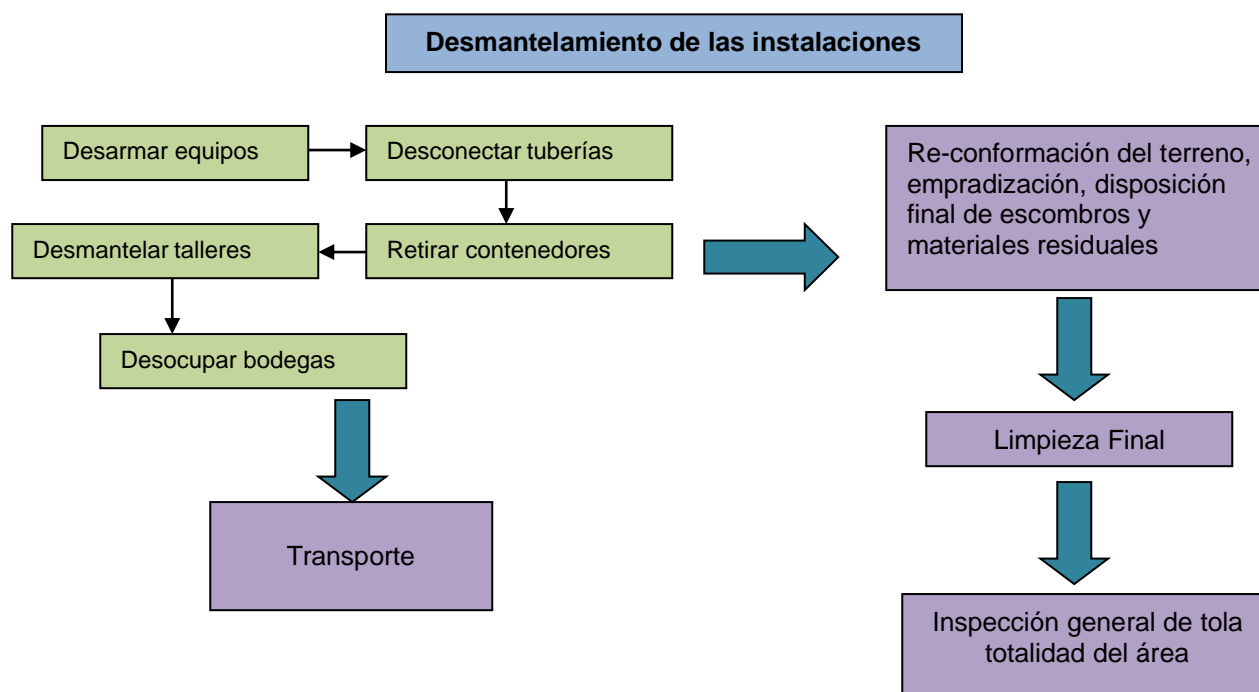 Desmantelamiento de las instalaciones
Desarmar equipos
Desconectar tuberías
Desmantelar talleres
Retirar contenedores
Desocupar bodegas
Transporte
Re-conformación del terreno,
empradización, disposición
final de escombros y
materiales residuales
Limpieza Final
Inspección general de tola
totalidad del área